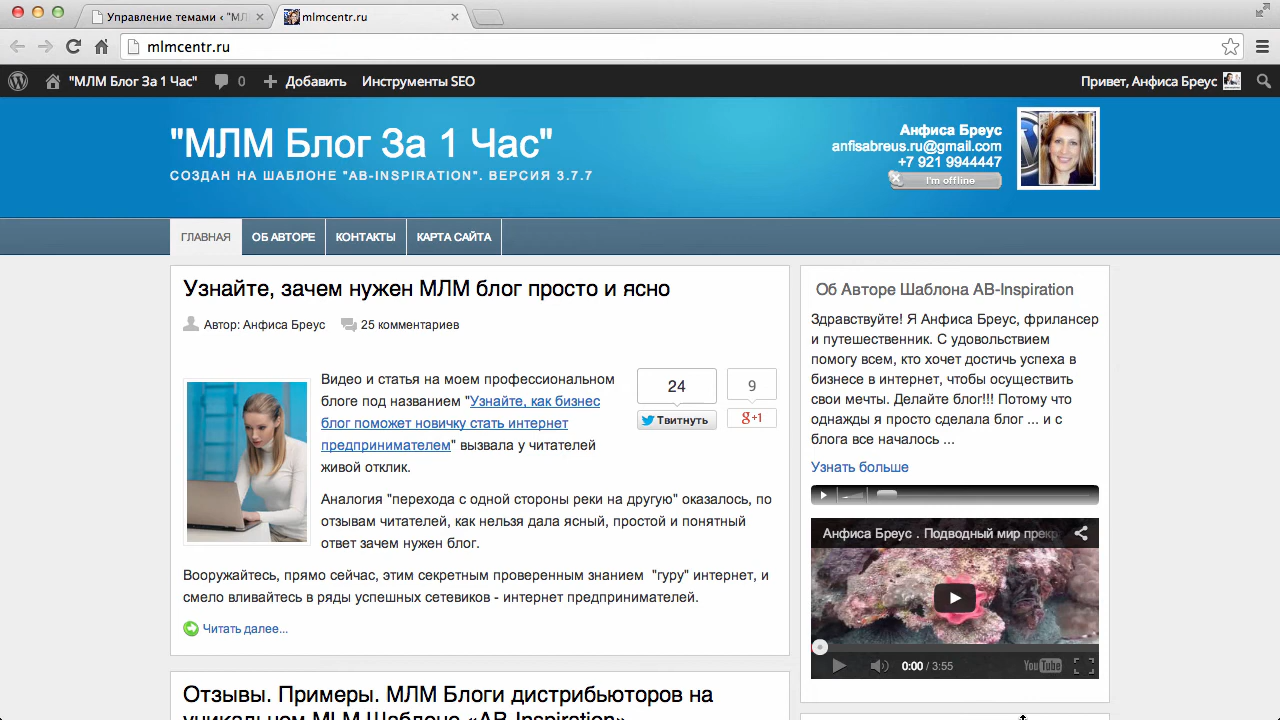 Управление темами ‹ "МЛ
mlmcentr.ru
mlmcentr.ru
"МЛМ Блог За 1 Час"
0
Добавить
Инструменты SEO
Привет, Анфиса Бреус
"МЛМ Блог За 1 Час"
СОЗДАН НА ШАБЛОНЕ "AB-INSPIRATION". ВЕРСИЯ 3.7.7
Анфиса Бреус
anfisabreus.ru@gmail.com
+7 921 9944447
I'm offline
ГЛАВНАЯ
ОБ АВТОРЕ
КОНТАКТЫ
КАРТА САЙТА
Узнайте, зачем нужен МЛМ блог просто и ясно
Автор: Анфиса Бреус
25 комментариев
Видео и статья на моем профессиональном
блоге под названием "Узнайте, как бизнес
блог поможет новичку стать интернет
предпринимателем" вызвала у читателей
живой отклик.
24
Твитнуть
9
g+1
Аналогия "перехода с одной стороны реки на другую" оказалось, по
отзывам читателей, как нельзя дала ясный, простой и понятный
ответ зачем нужен блог.
Вооружайтесь, прямо сейчас, этим секретным проверенным знанием "гуру" интернет, и
смело вливайтесь в ряды успешных сетевиков - интернет предпринимателей.
Читать далее...
Отзывы. Примеры. МЛМ Блоги дистрибьюторов на
уникальном МLМ Шаблоне «AB-Inspiration»
Об Авторе Шаблона AB-Inspiration
Здравствуйте! Я Анфиса Бреус, фрилансер
и путешественник. С удовольствием
помогу всем, кто хочет достичь успеха в
бизнесе в интернет, чтобы осуществить
свои мечты. Делайте блог!!! Потому что
однажды я просто сделала блог ... и с
блога все началось ...
Узнать больше
Анфиса Бреус . Подводный мир прекр
0:00 / 3:55
YouTube